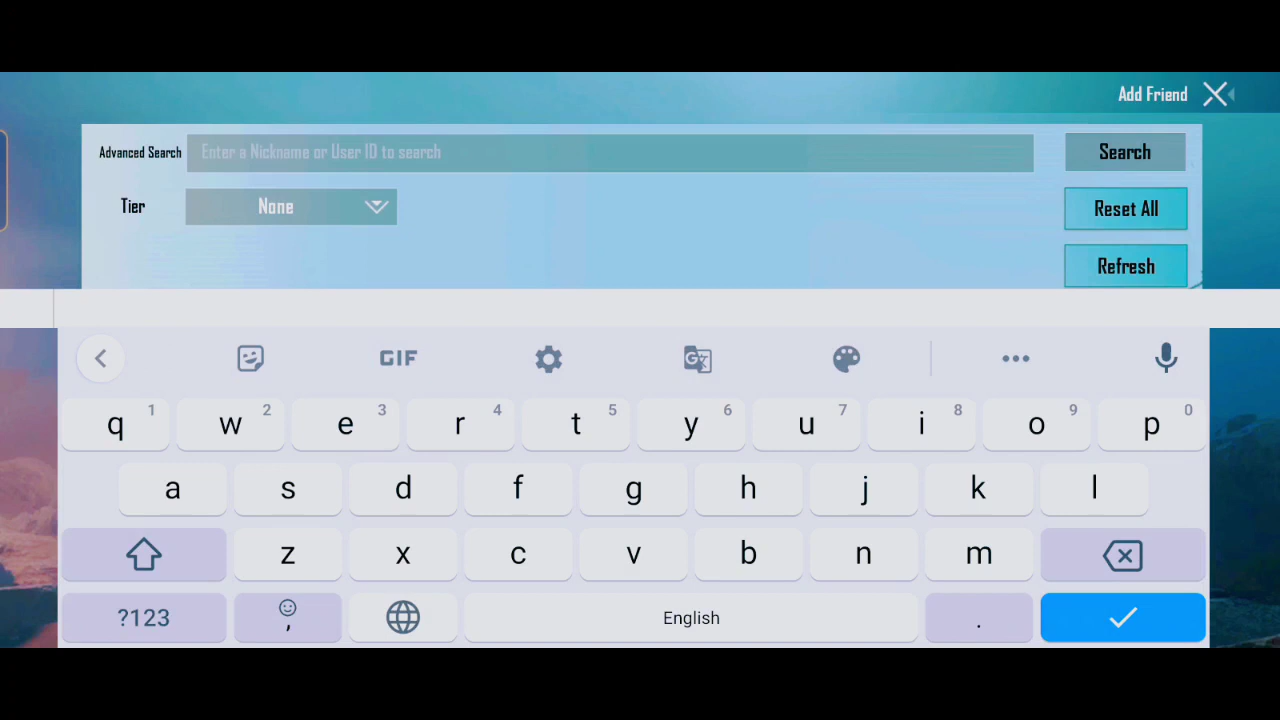 Add Friend
Advanced Search Enter a Nickname or User ID to search Search
Tier None Reset All
Refresh
GIF
q 1 w 2 e 3 r 4 t 5 y 6 u 7 i 8 o 9 p 0
a s d f g h j k l
z x c v b n m
?123 , English .